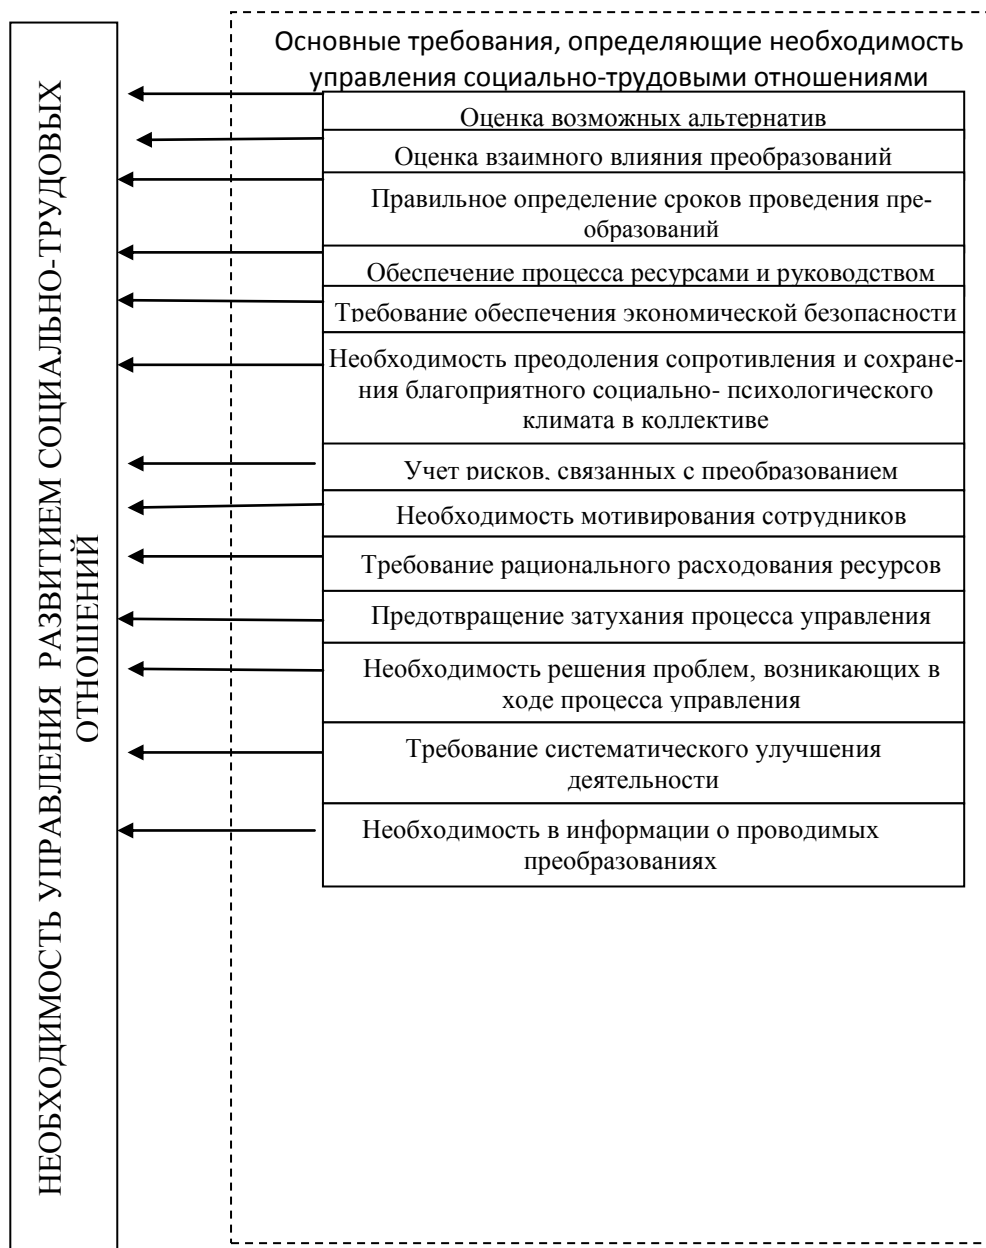 НЕОБХОДИМОСТЬ УПРАВЛЕНИЯ РАЗВИТИЕМ СОЦИАЛЬНО-ТРУДОВЫХ
ОТНОШЕНИЙ
Основные требования, определяющие необходимость
управления социально-трудовыми отношениями
Оценка возможных альтернатив
Оценка взаимного влияния преобразований
Правильное определение сроков проведения пре-
образований
Обеспечение процесса ресурсами и руководством
Требование обеспечения экономической безопасности
Необходимость преодоления сопротивления и сохране-
ния благоприятного социально- психологического
климата в коллективе
Учет рисков, связанных с преобразованием
Необходимость мотивирования сотрудников
Требование рационального расходования ресурсов
Предотвращение затухания процесса управления
Необходимость решения проблем, возникающих в
ходе процесса управления
Требование систематического улучшения
деятельности
Необходимость в информации о проводимых
преобразованиях